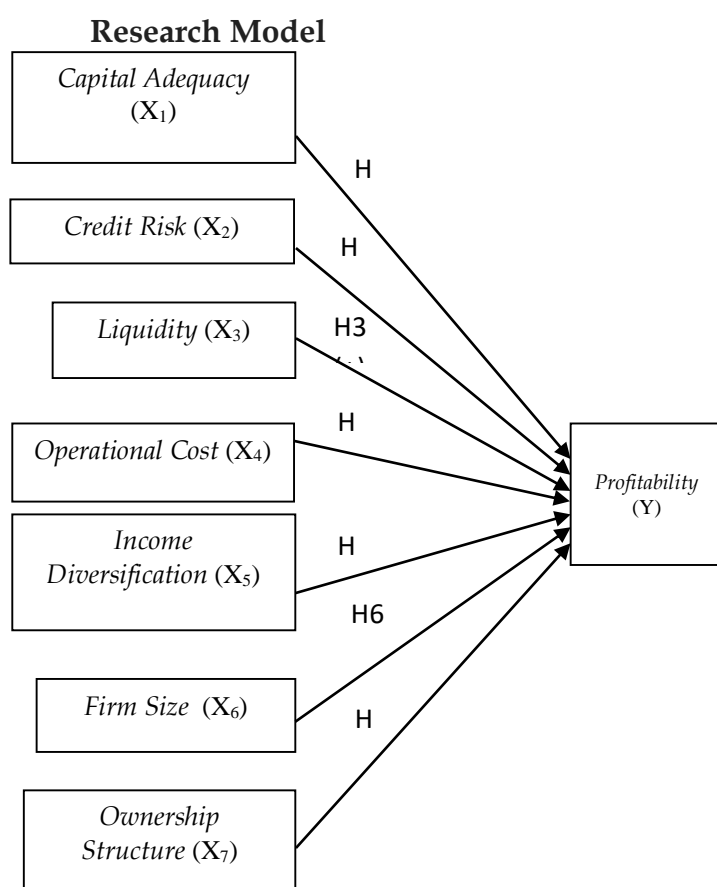 Research Model
Capital Adequacy
(X₁)
H
Credit Risk (X₂)
H
Liquidity (X₃)
H3
Operational Cost (X₄)
H
Profitability
(Y)
Income
Diversification (X₅)
H
H6
Firm Size (X₆)
H
Ownership
Structure (X₇)